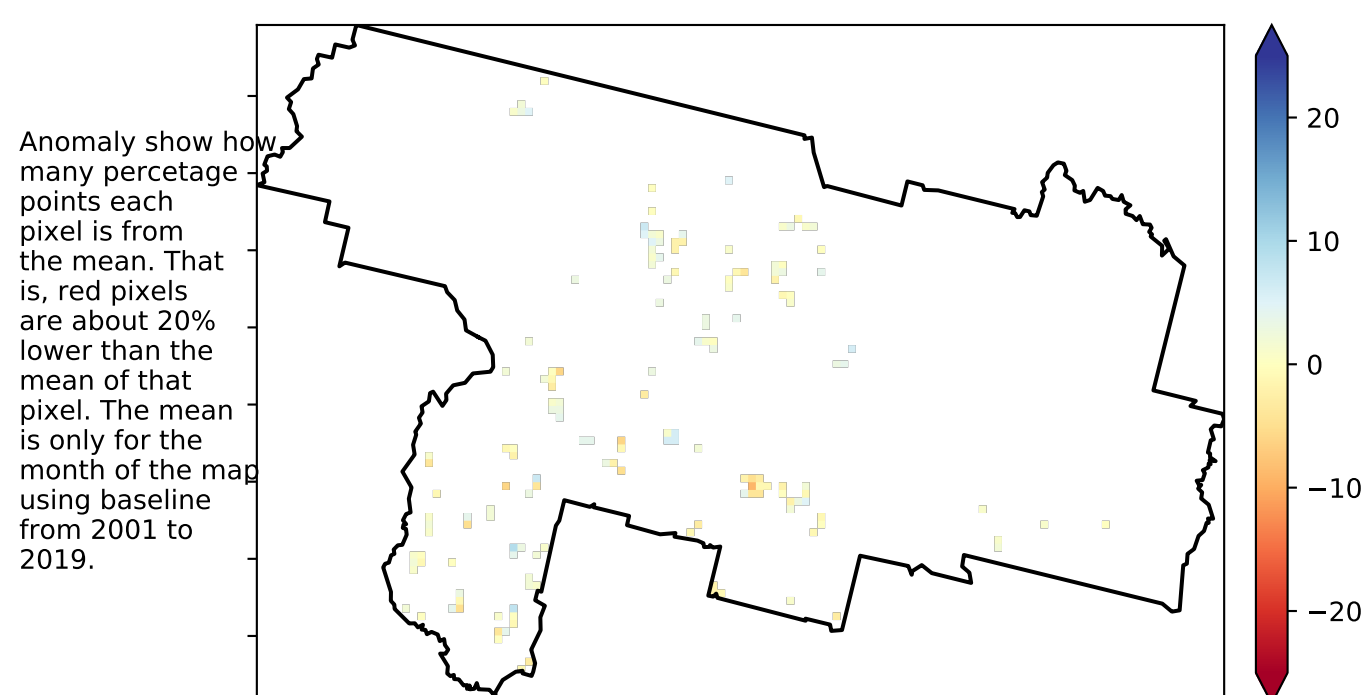 Anomaly show how
many percetage
points each
pixel is from
the mean. That
is, red pixels
are about 20%
lower than the
mean of that
pixel. The mean
is only for the
month of the map
using baseline
from 2001 to
2019.
20
10
0
−10
−20